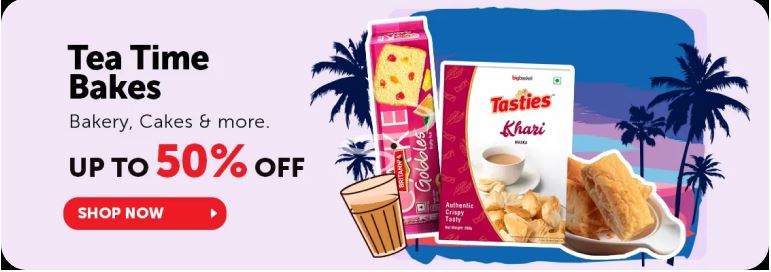 Tea Time
Bakes
Bakery, Cakes & more.
UP TO 50% OFF
SHOP NOW
CAKE
BRITANNIA
Gobbles
bigbasket
Tasties
Khari
Authentic
Crispy
Tasty